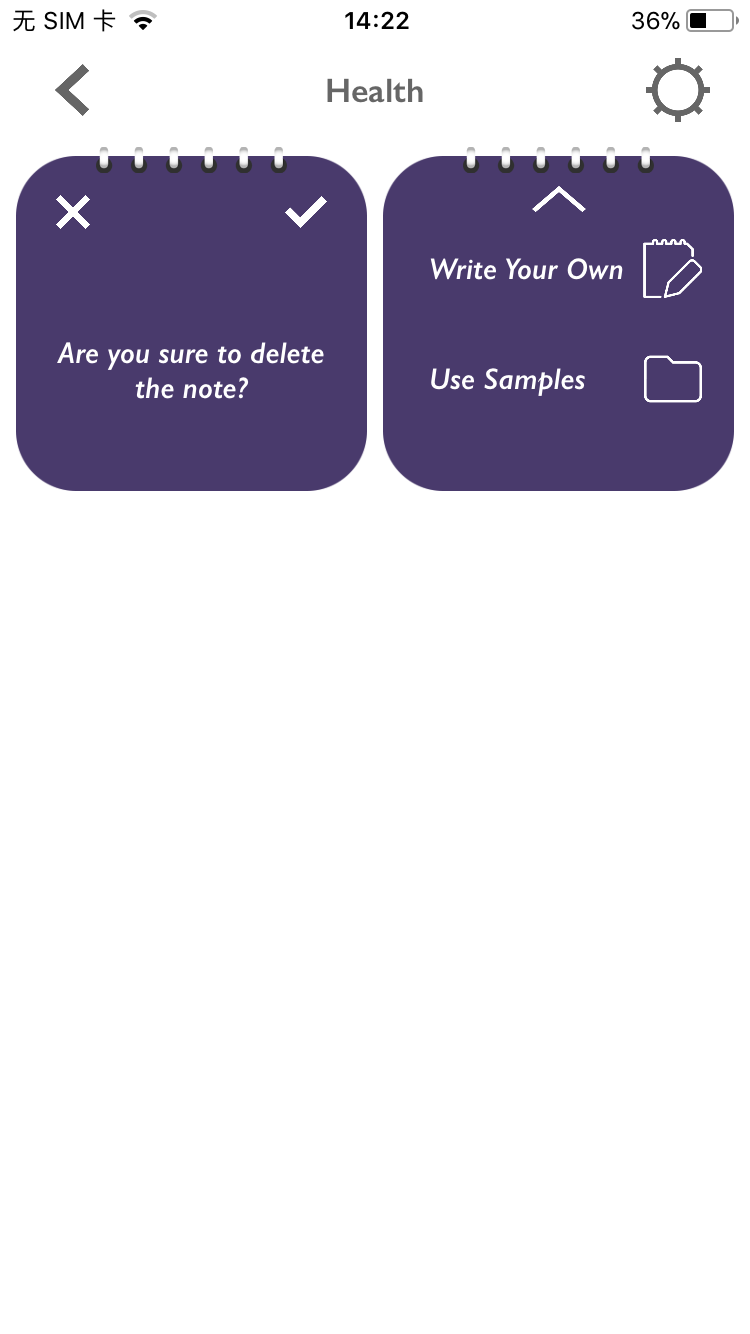 无 SIM 卡 14:22 36%
Health
Are you sure to delete
the note?
Write Your Own
Use Samples